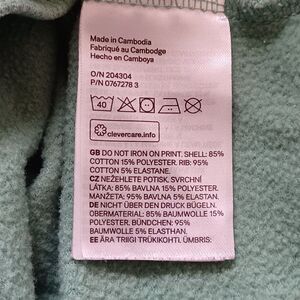 Made in Cambodia
Fabriqué au Cambodge
Hecho en Camboya
O/N 204304
P/N 0767278 3
40
clevercare.info
GB DO NOT IRON ON PRINT. SHELL: 85%
COTTON 15% POLYESTER. RIB: 95%
COTTON 5% ELASTANE.
CZ NEŽEHLETE POTISK. SVRCHNÍ
LÁTKA: 85% BAVLNA 15% POLYESTER.
MANŽETA: 95% BAVLNA 5% ELASTAN.
DE NICHT ÜBER DEN DRUCK BÜGELN.
OBERMATERIAL: 85% BAUMWOLLE 15%
POLYESTER, BÜNDCHEN: 95%
BAUMWOLLE 5% ELASTHAN.
EE ÄRA TRIIGI TRÜKIKOHTI. ÜMBRIS: